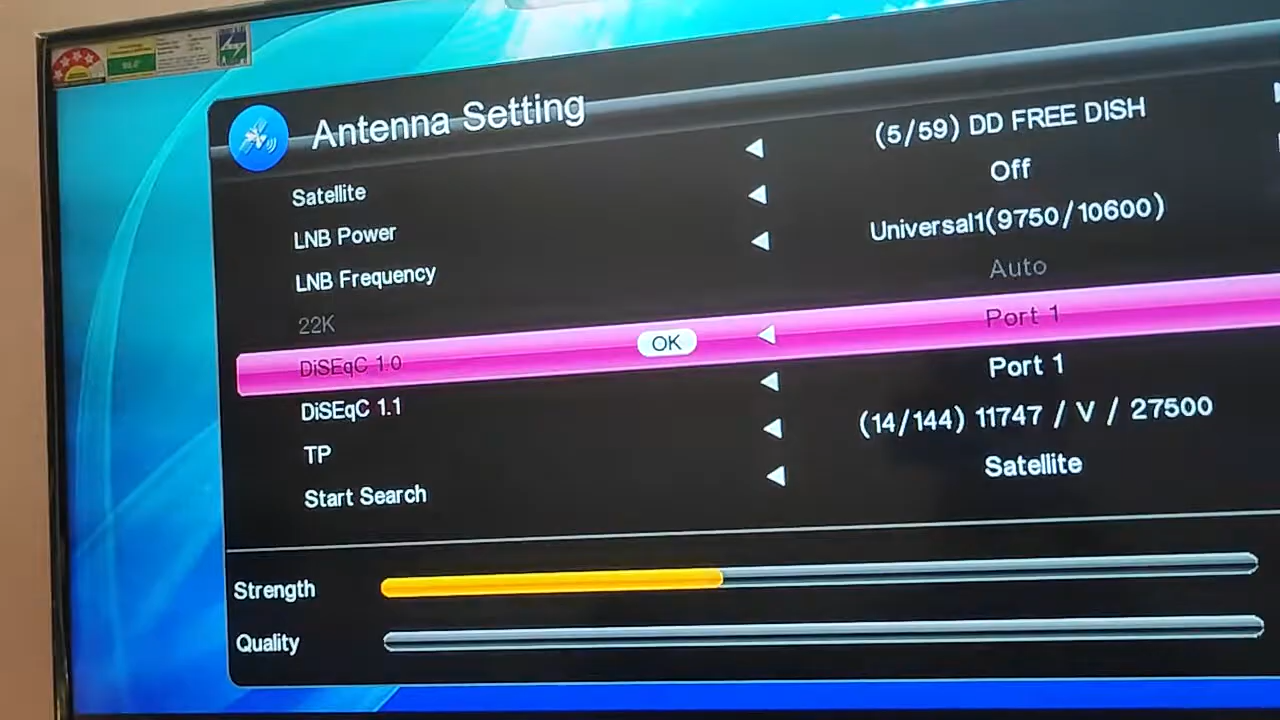 Antenna Setting
Satellite (5/59) DD FREE DISH
LNB Power Off
LNB Frequency Universal1(9750/10600)
22K Auto
DiSEqC 1.0 OK Port 1
DiSEqC 1.1 Port 1
TP (14/144) 11747 / V / 27500
Start Search Satellite
Strength
Quality